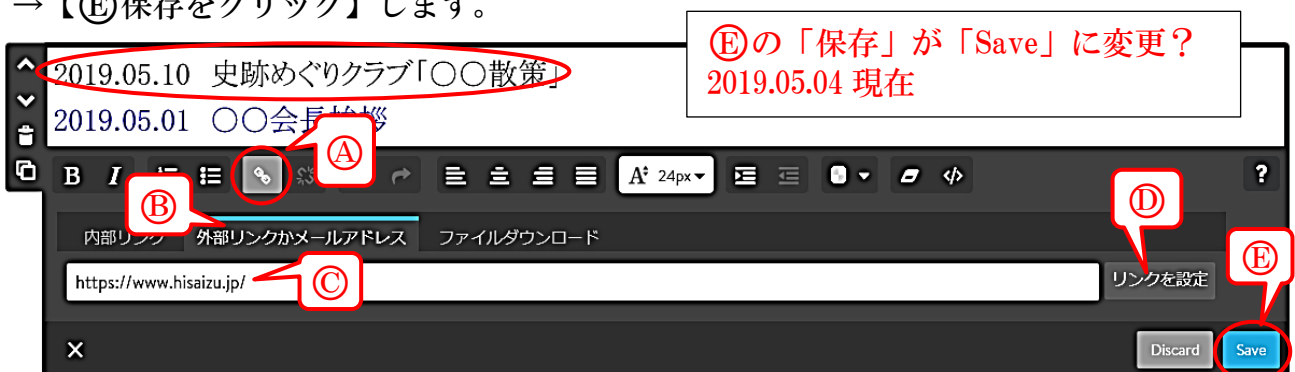 →【Ⓔ保存をクリック】します。
Ⓔの「保存」が「Save」に変更？
2019.05.04 現在
2019.05.10 史跡めぐりクラブ「〇〇散策」
2019.05.01 〇〇会長挨拶
Ⓐ
B I A 24px ?
Ⓑ
Ⓓ
内部リンク 外部リンクかメールアドレス ファイルダウンロード
Ⓔ
https://www.hisaizu.jp/ Ⓒ リンクを設定
Discard Save